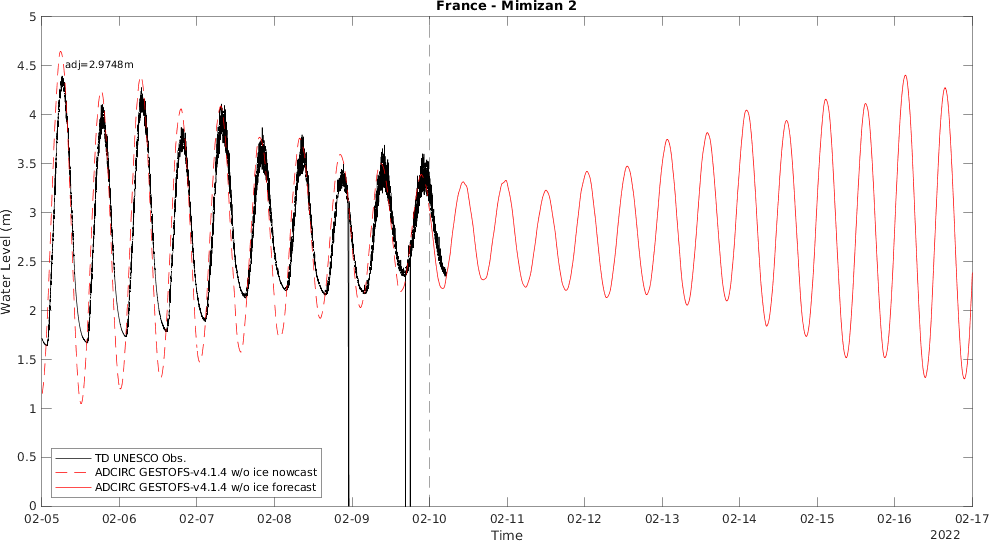 France - Mimizan 2
5
4.5
4
3.5
3
2.5
2
1.5
1
0.5
0
Water Level (m)
adj=2.9748m
TD UNESCO Obs.
ADCIRC GESTOFS-v4.1.4 w/o ice nowcast
ADCIRC GESTOFS-v4.1.4 w/o ice forecast
02-05 02-06 02-07 02-08 02-09 02-10 02-11 02-12 02-13 02-14 02-15 02-16 02-17
Time
2022